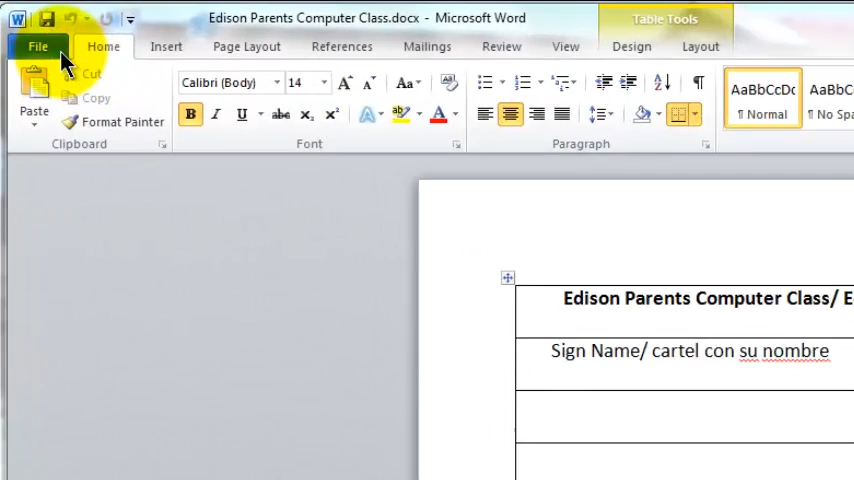 Edison Parents Computer Class.docx - Microsoft Word
Table Tools
File Home Insert Page Layout References Mailings Review View Design Layout
Paste
Cut
Copy
Format Painter
Calibri (Body) 14
AaBbCcDc AaBbCc
¶ Normal ¶ No Spa
Clipboard Font Paragraph
Edison Parents Computer Class/ E
Sign Name/ cartel con su nombre